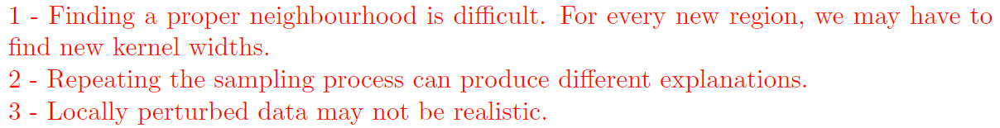 1 - Finding a proper neighbourhood is difficult. For every new region, we may have to
find new kernel widths.
2 - Repeating the sampling process can produce different explanations.
3 - Locally perturbed data may not be realistic.